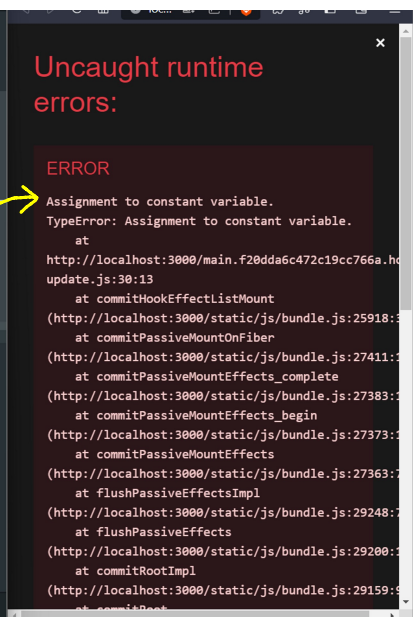 Uncaught runtime
errors:
ERROR
Assignment to constant variable.
TypeError: Assignment to constant variable.
at
http://localhost:3000/main.f20dda6c472c19cc766a.ho
update.js:30:13
at commitHookEffectListMount
(http://localhost:3000/static/js/bundle.js:25918:3
at commitPassiveMountOnFiber
(http://localhost:3000/static/js/bundle.js:27411:1
at commitPassiveMountEffects_complete
(http://localhost:3000/static/js/bundle.js:27383:1
at commitPassiveMountEffects_begin
(http://localhost:3000/static/js/bundle.js:27373:1
at commitPassiveMountEffects
(http://localhost:3000/static/js/bundle.js:27363:7
at flushPassiveEffectsImpl
(http://localhost:3000/static/js/bundle.js:29248:7
at flushPassiveEffects
(http://localhost:3000/static/js/bundle.js:29200:1
at commitRootImpl
(http://localhost:3000/static/js/bundle.js:29159:9
at commitRoot